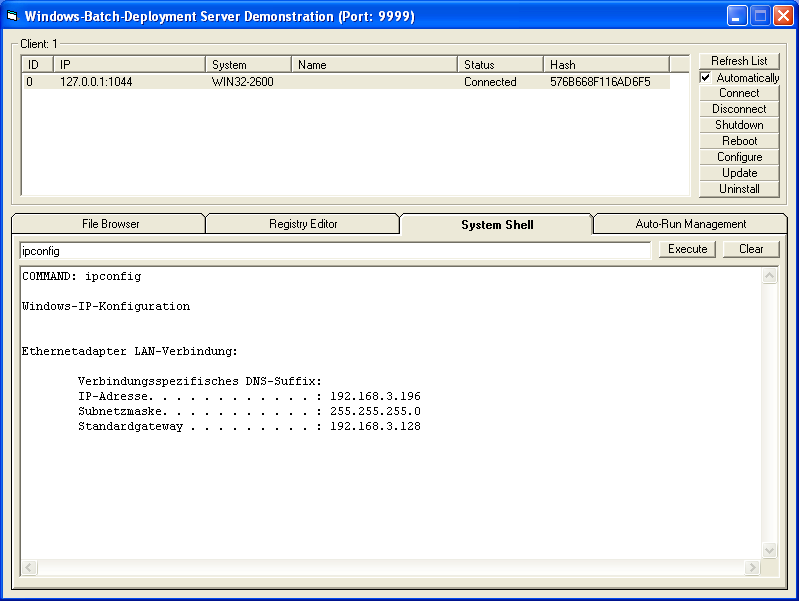 Windows-Batch-Deployment Server Demonstration (Port: 9999)
Client: 1
ID IP System Name Status Hash
0 127.0.0.1:1044 WIN32-2600 Connected 576B668F116AD6F5
Refresh List
Automatically
Connect
Disconnect
Shutdown
Reboot
Configure
Update
Uninstall
File Browser Registry Editor System Shell Auto-Run Management
ipconfig Execute Clear
COMMAND: ipconfig
Windows-IP-Konfiguration
Ethernetadapter LAN-Verbindung:
Verbindungsspezifisches DNS-Suffix:
IP-Adresse. . . . . . . . . . . . : 192.168.3.196
Subnetzmaske. . . . . . . . . . . : 255.255.255.0
Standardgateway . . . . . . . . . : 192.168.3.128